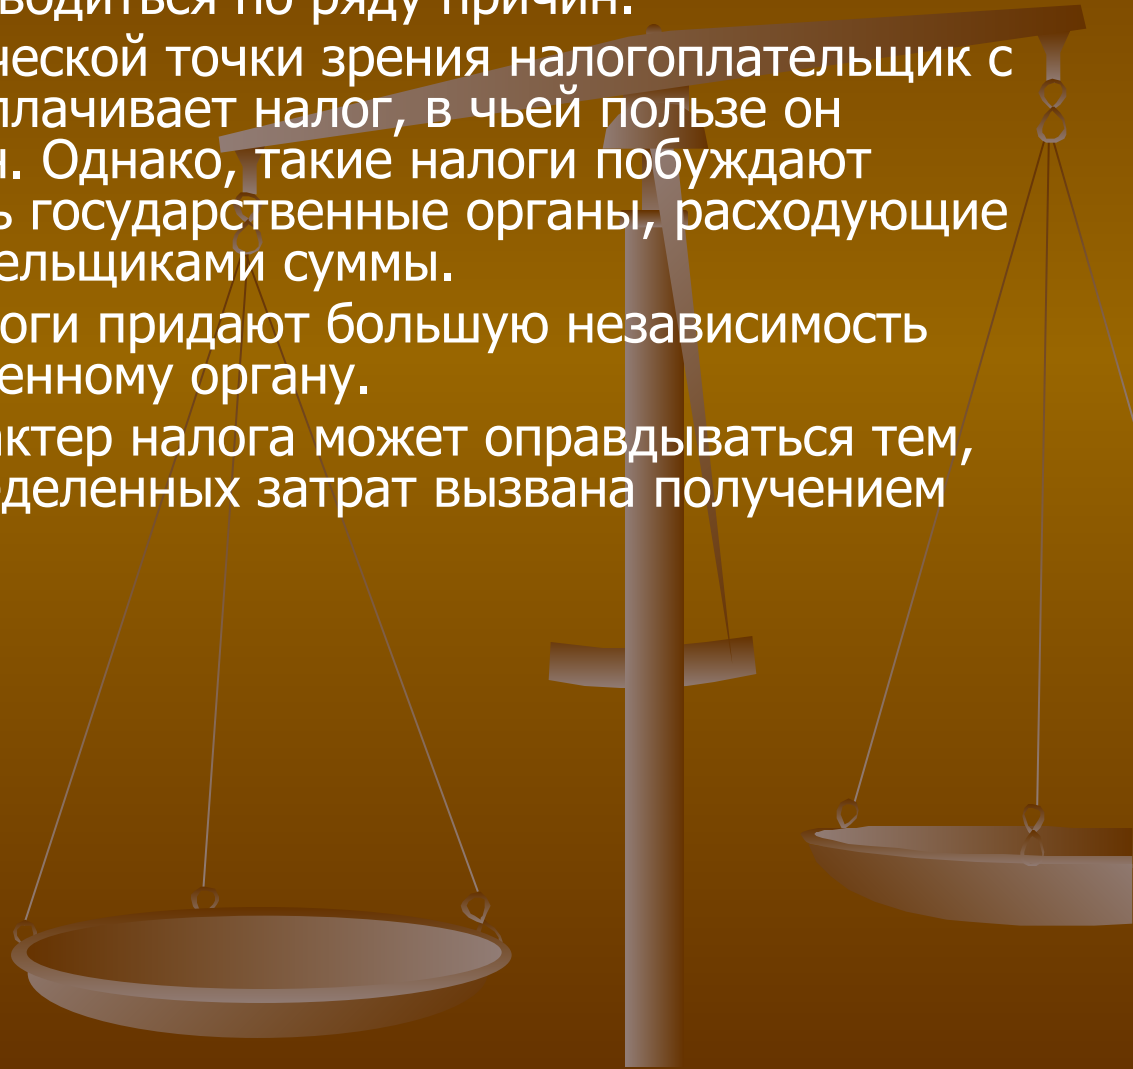 водиться по ряду причин.
ческой точки зрения налогоплательщик с
плачивает налог, в чьей пользе он
Однако, такие налоги побуждают
ь государственные органы, расходующие
ельщиками суммы.
оги придают большую независимость
енному органу.
актер налога может оправдываться тем,
деленных затрат вызвана получением